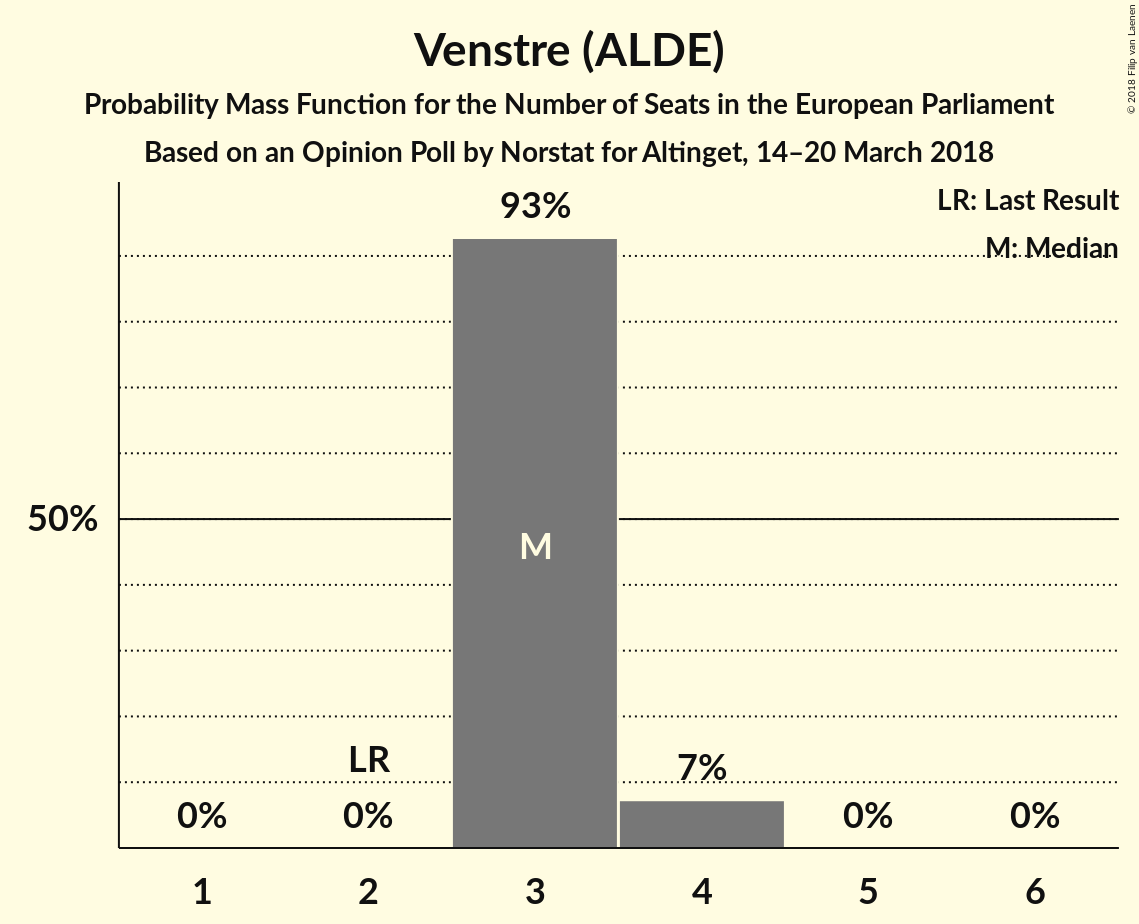 Venstre (ALDE)
Probability Mass Function for the Number of Seats in the European Parliament
Based on an Opinion Poll by Norstat for Altinget, 14–20 March 2018
© 2018 Filip van Laenen
LR: Last Result
M: Median
93%
50%
M
LR
7%
0% 0% 0% 0%
1 2 3 4 5 6